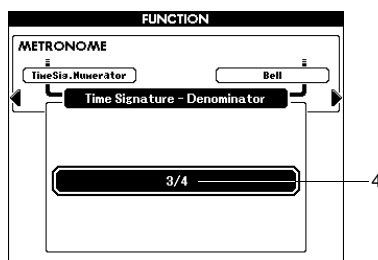 FUNCTION
METRONOME
TimeSig.Numerator
Bell
Time Signature - Denominator
3/4
4